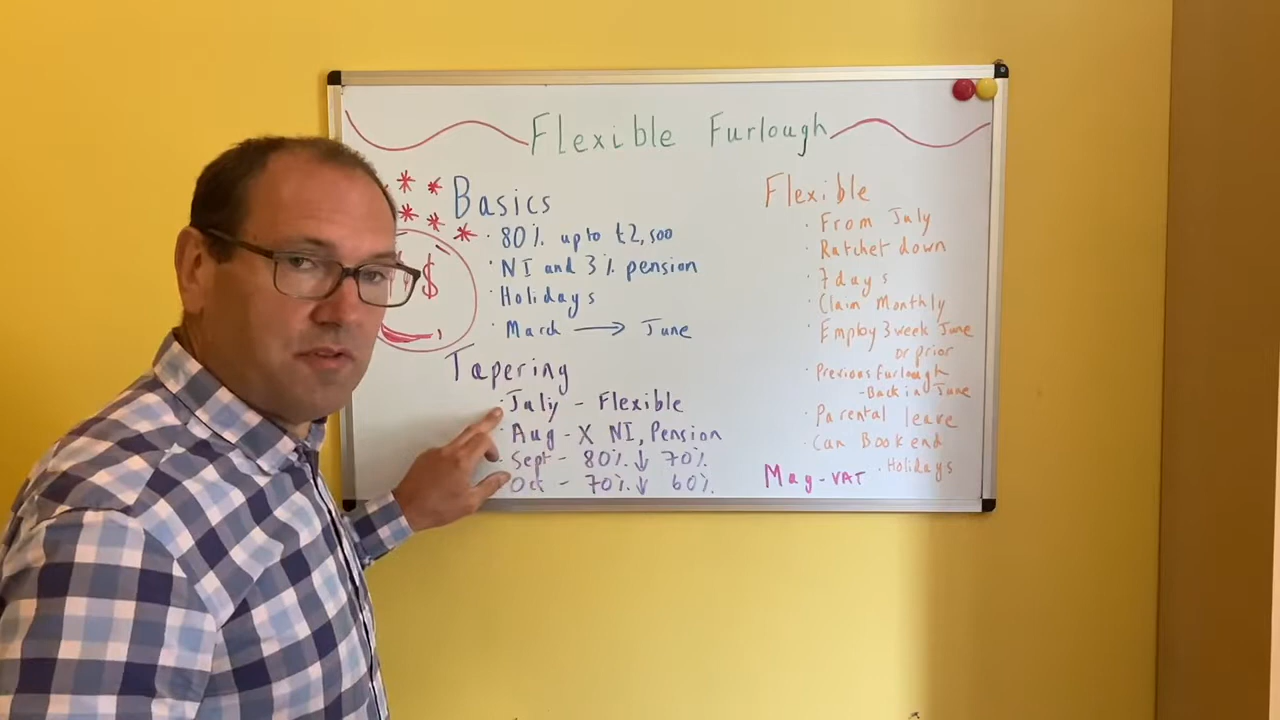 Flexible Furlough
Basics
· 80% up to £2,500
· NI and 3% pension
· Holidays
· March → June
Tapering
· July - Flexible
· Aug - X NI, Pension
· Sept - 80% ↓ 70%
Oct - 70% ↓ 60%
Flexible
· From July
· Ratchet down
· 7 days
· Claim Monthly
· Employ 3 week June
or prior
· Previous furlough
- Back in June
· Parental leave
· Can Book end
· Holidays
Mag - VAT
$